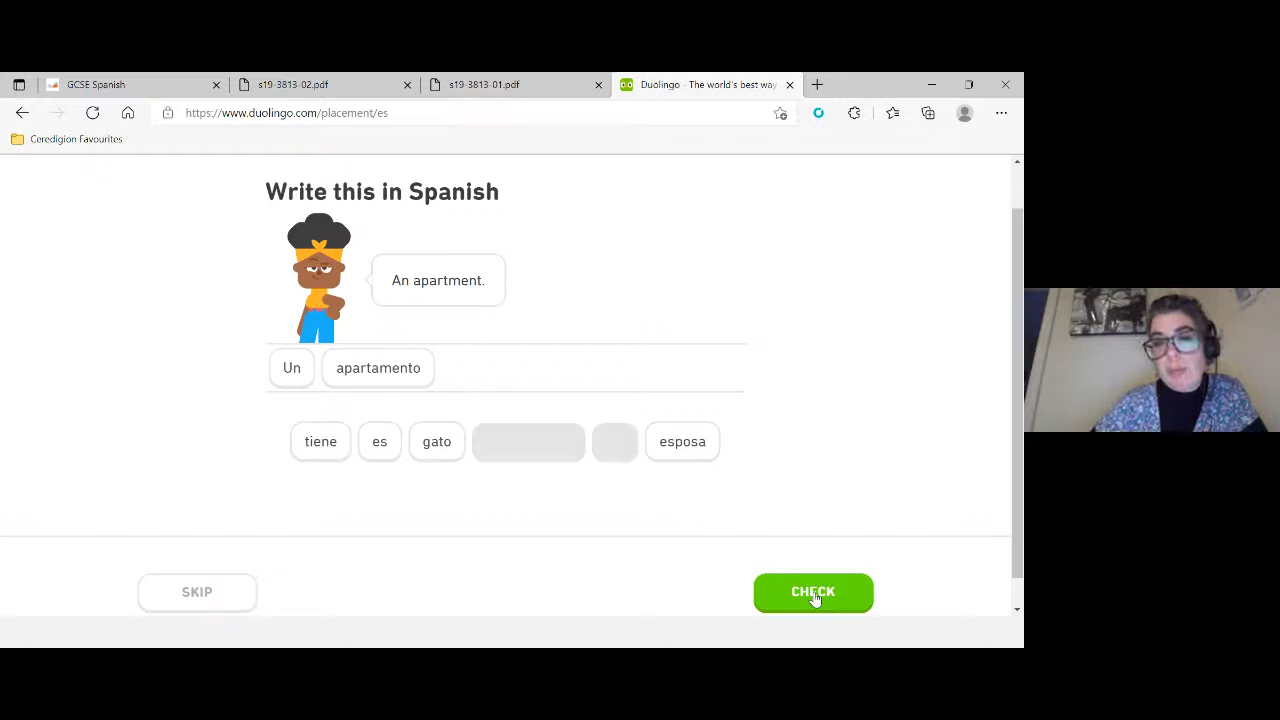 GCSE Spanish
s19-3813-02.pdf
s19-3813-01.pdf
Duolingo - The world's best way
https://www.duolingo.com/placement/es
Ceredigion Favourites
Write this in Spanish
An apartment.
Un apartamento
tiene es gato esposa
SKIP CHECK